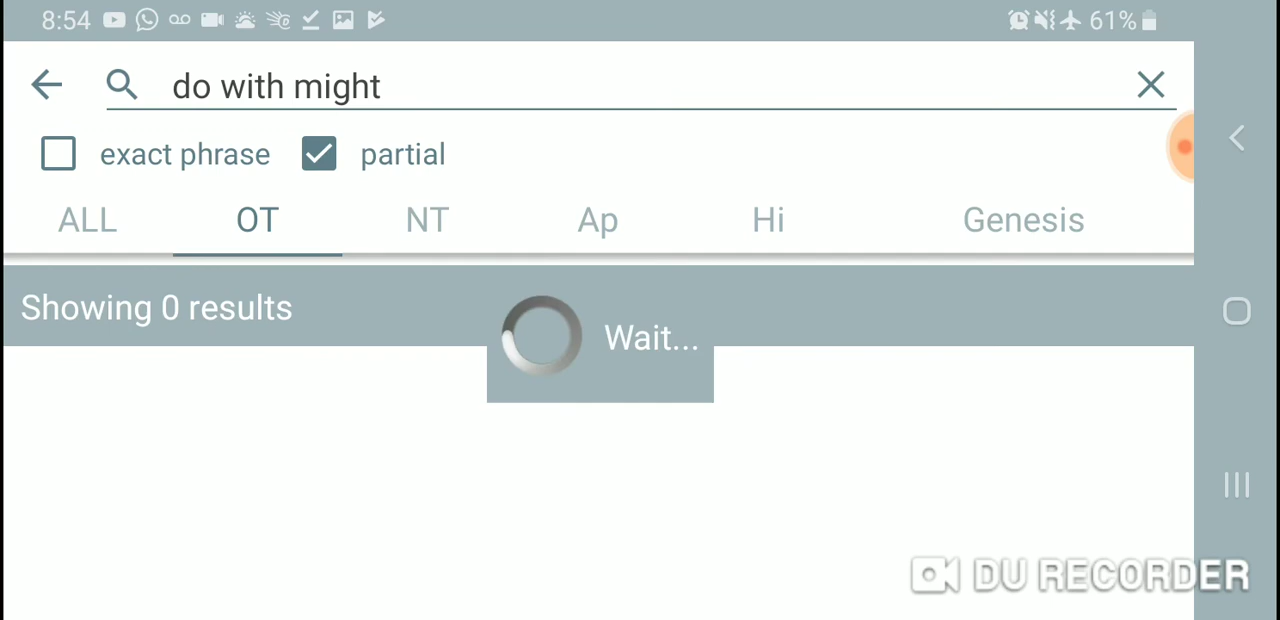 8:54 61%
do with might
exact phrase partial
ALL OT NT Ap Hi Genesis
Showing 0 results
Wait...
DU RECORDER